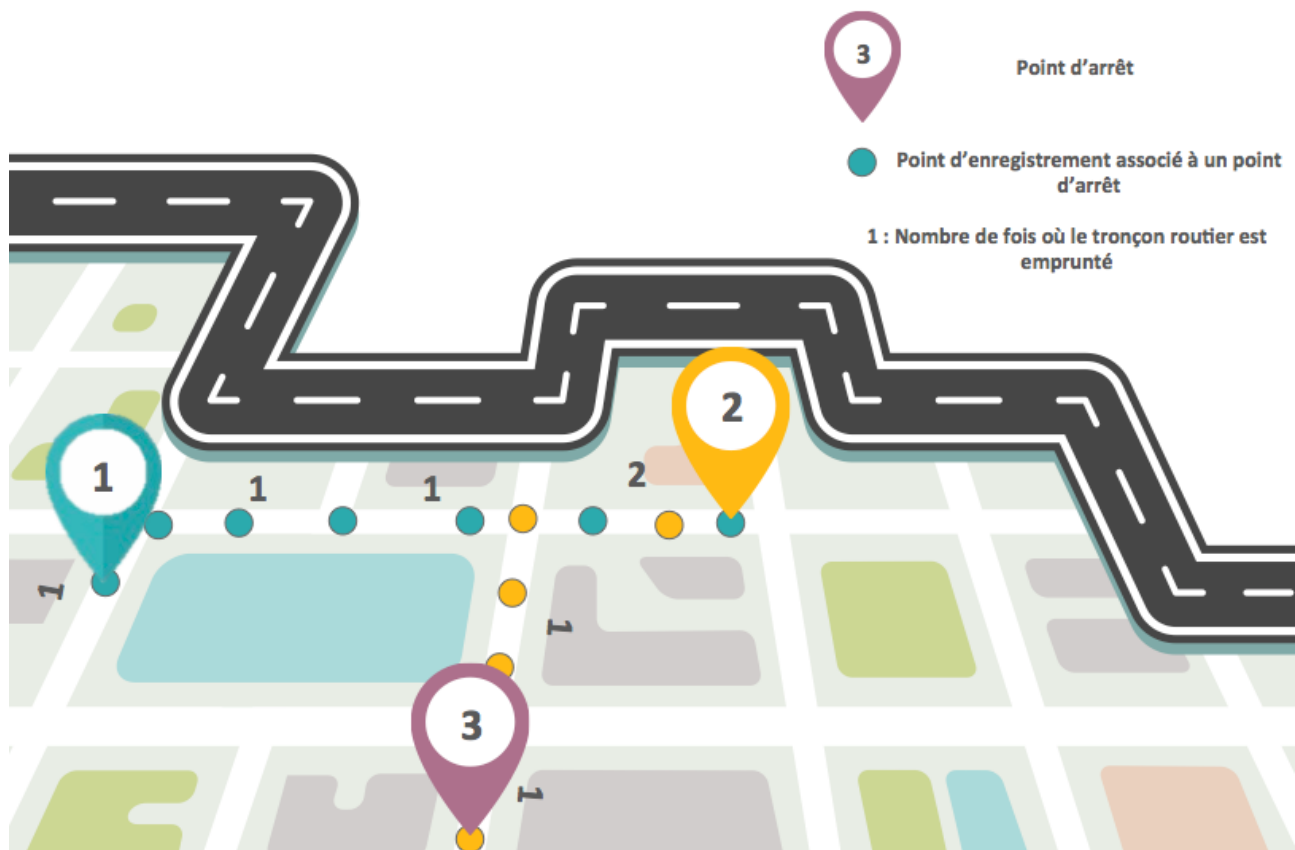 3
Point d'arrêt
Point d'enregistrement associé à un point
d'arrêt
1 : Nombre de fois où le tronçon routier est
emprunté
2
1
1
1
2
1
1
3
1